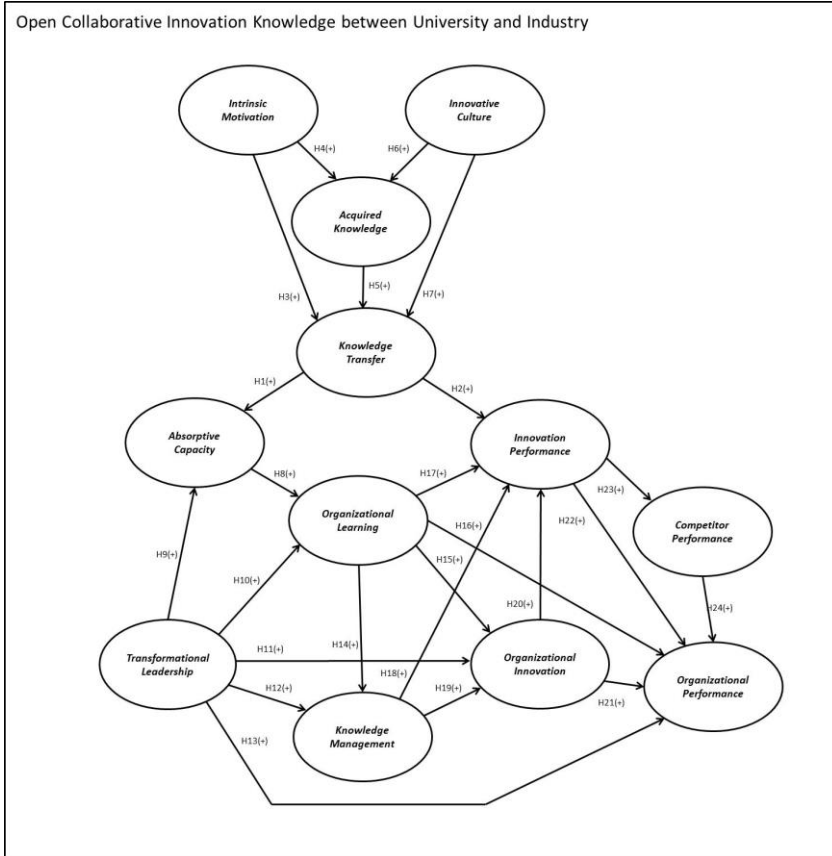 Open Collaborative Innovation Knowledge between University and Industry
Intrinsic
Motivation
Innovative
Culture
H4(+)
H6(+)
Acquired
Knowledge
H3(+)
H5(+)
H7(+)
Knowledge
Transfer
H1(+)
H2(+)
Absorptive
Capacity
Innovation
Performance
H8(+)
H17(+)
H23(+)
Organizational
Learning
H16(+)
H22(+)
Competitor
Performance
H9(+)
H10(+)
H15(+)
H20(+)
H24(+)
Transformational
Leadership
H11(+)
H14(+)
H18(+)
Organizational
Innovation
Organizational
Performance
H12(+)
H19(+)
H21(+)
Knowledge
Management
H13(+)